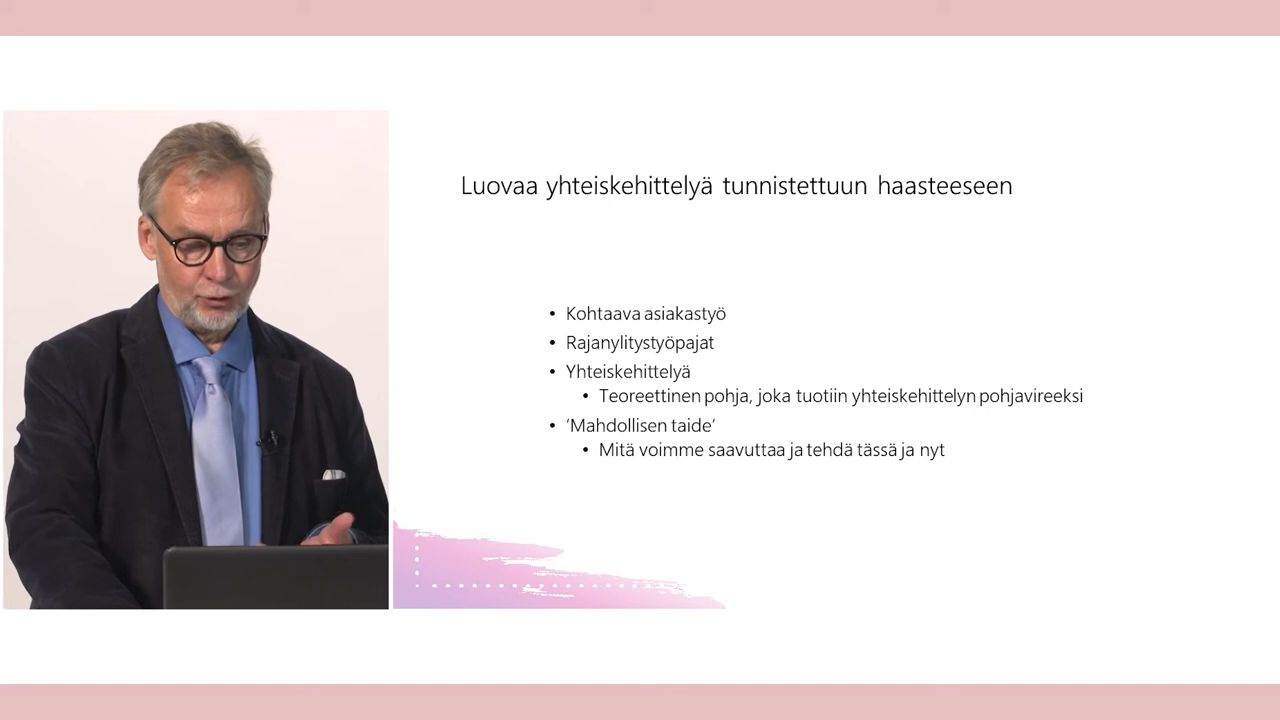 Luovaa yhteiskehittelyä tunnistettuun haasteeseen
• Kohtaava asiakastyö
• Rajanylitystyöpajat
• Yhteiskehittelyä
• Teoreettinen pohja, joka tuotiin yhteiskehittelyn pohjavireeksi
• ’Mahdollisen taide’
• Mitä voimme saavuttaa ja tehdä tässä ja nyt